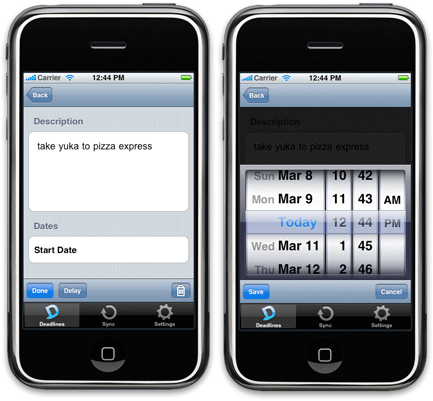 Carrier 12:44 PM
Back
Description
take yuka to pizza express
Dates
Start Date
Done Delay
Deadlines Sync Settings
Carrier 12:44 PM
Back
Description
take yuka to pizza express
Sun Mar 8 10 42
Mon Mar 9 11 43 AM
Today 12 44 PM
Wed Mar 11 1 45
Thu Mar 12 2 46
Save Cancel
Deadlines Sync Settings